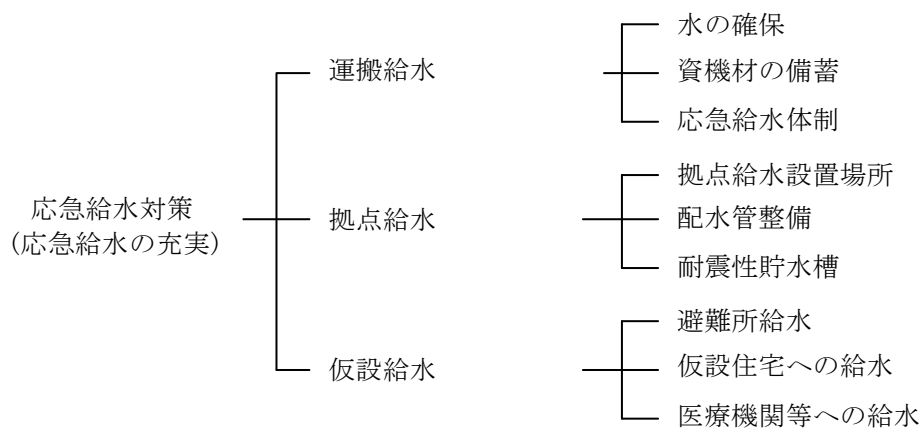 応急給水対策
(応急給水の充実)
運搬給水
水の確保
資機材の備蓄
応急給水体制
拠点給水
拠点給水設置場所
配水管整備
耐震性貯水槽
仮設給水
避難所給水
仮設住宅への給水
医療機関等への給水